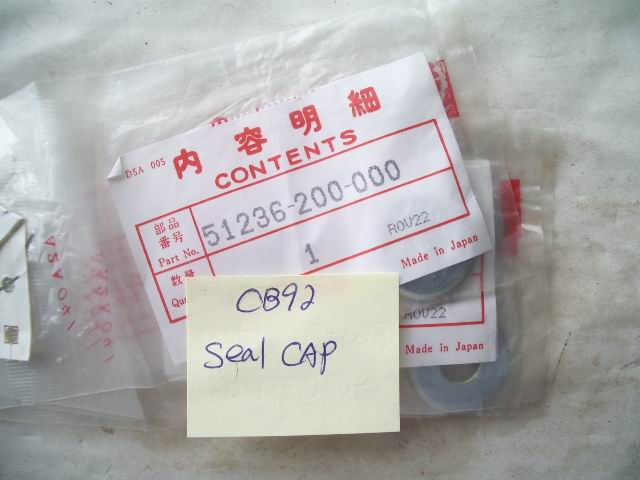 D5A 005
内容明細
CONTENTS
部品番号
Part No.
51236-200-000
数量
1
R0V22
Made in Japan
CB92
Seal CAP
R0V22
Made in Japan